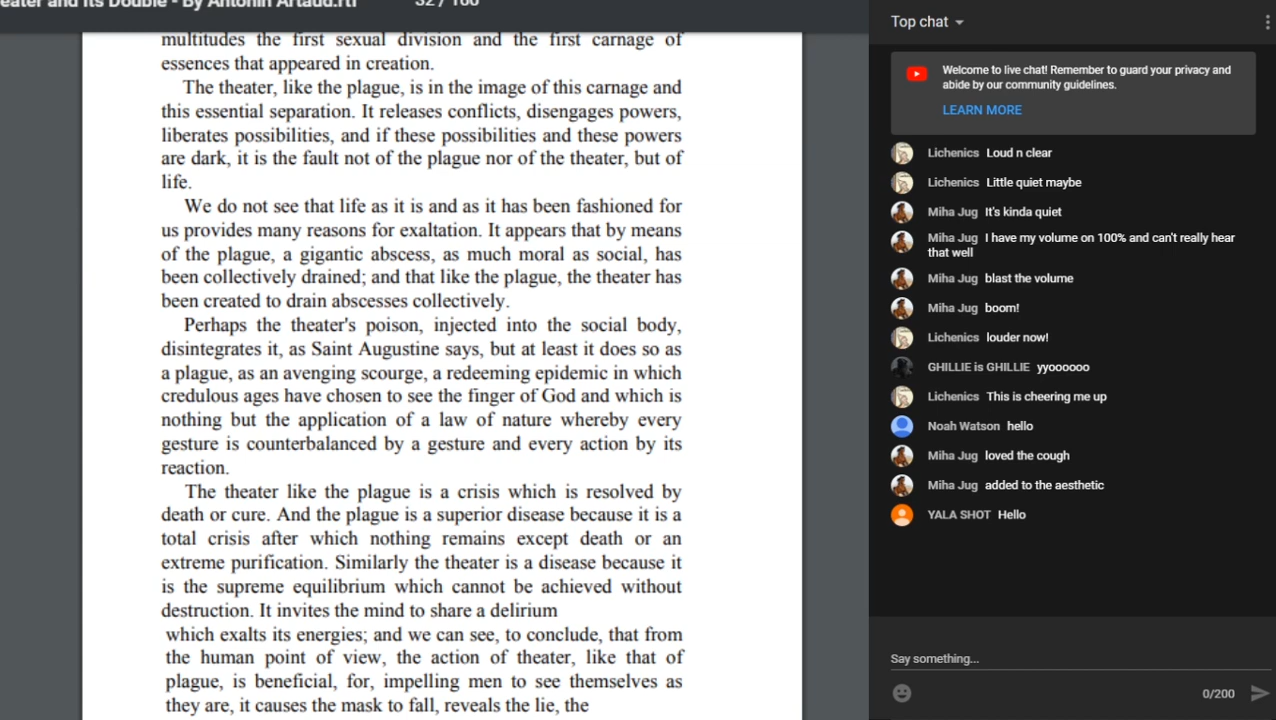 eater and Its Double - By Antonin Artaud.rtf
32 / 160
multitudes the first sexual division and the first carnage of
essences that appeared in creation.
The theater, like the plague, is in the image of this carnage and
this essential separation. It releases conflicts, disengages powers,
liberates possibilities, and if these possibilities and these powers
are dark, it is the fault not of the plague nor of the theater, but of
life.
We do not see that life as it is and as it has been fashioned for
us provides many reasons for exaltation. It appears that by means
of the plague, a gigantic abscess, as much moral as social, has
been collectively drained; and that like the plague, the theater has
been created to drain abscesses collectively.
Perhaps the theater's poison, injected into the social body,
disintegrates it, as Saint Augustine says, but at least it does so as
a plague, as an avenging scourge, a redeeming epidemic in which
credulous ages have chosen to see the finger of God and which is
nothing but the application of a law of nature whereby every
gesture is counterbalanced by a gesture and every action by its
reaction.
The theater like the plague is a crisis which is resolved by
death or cure. And the plague is a superior disease because it is a
total crisis after which nothing remains except death or an
extreme purification. Similarly the theater is a disease because it
is the supreme equilibrium which cannot be achieved without
destruction. It invites the mind to share a delirium
which exalts its energies; and we can see, to conclude, that from
the human point of view, the action of theater, like that of
plague, is beneficial, for, impelling men to see themselves as
they are, it causes the mask to fall, reveals the lie, the
Top chat
Welcome to live chat! Remember to guard your privacy and
abide by our community guidelines.
LEARN MORE
Lichenics Loud n clear
Lichenics Little quiet maybe
Miha Jug It's kinda quiet
Miha Jug I have my volume on 100% and can't really hear
that well
Miha Jug blast the volume
Miha Jug boom!
Lichenics louder now!
GHILLIE is GHILLIE yyoooooo
Lichenics This is cheering me up
Noah Watson hello
Miha Jug loved the cough
Miha Jug added to the aesthetic
YALA SHOT Hello
Say something...
0/200